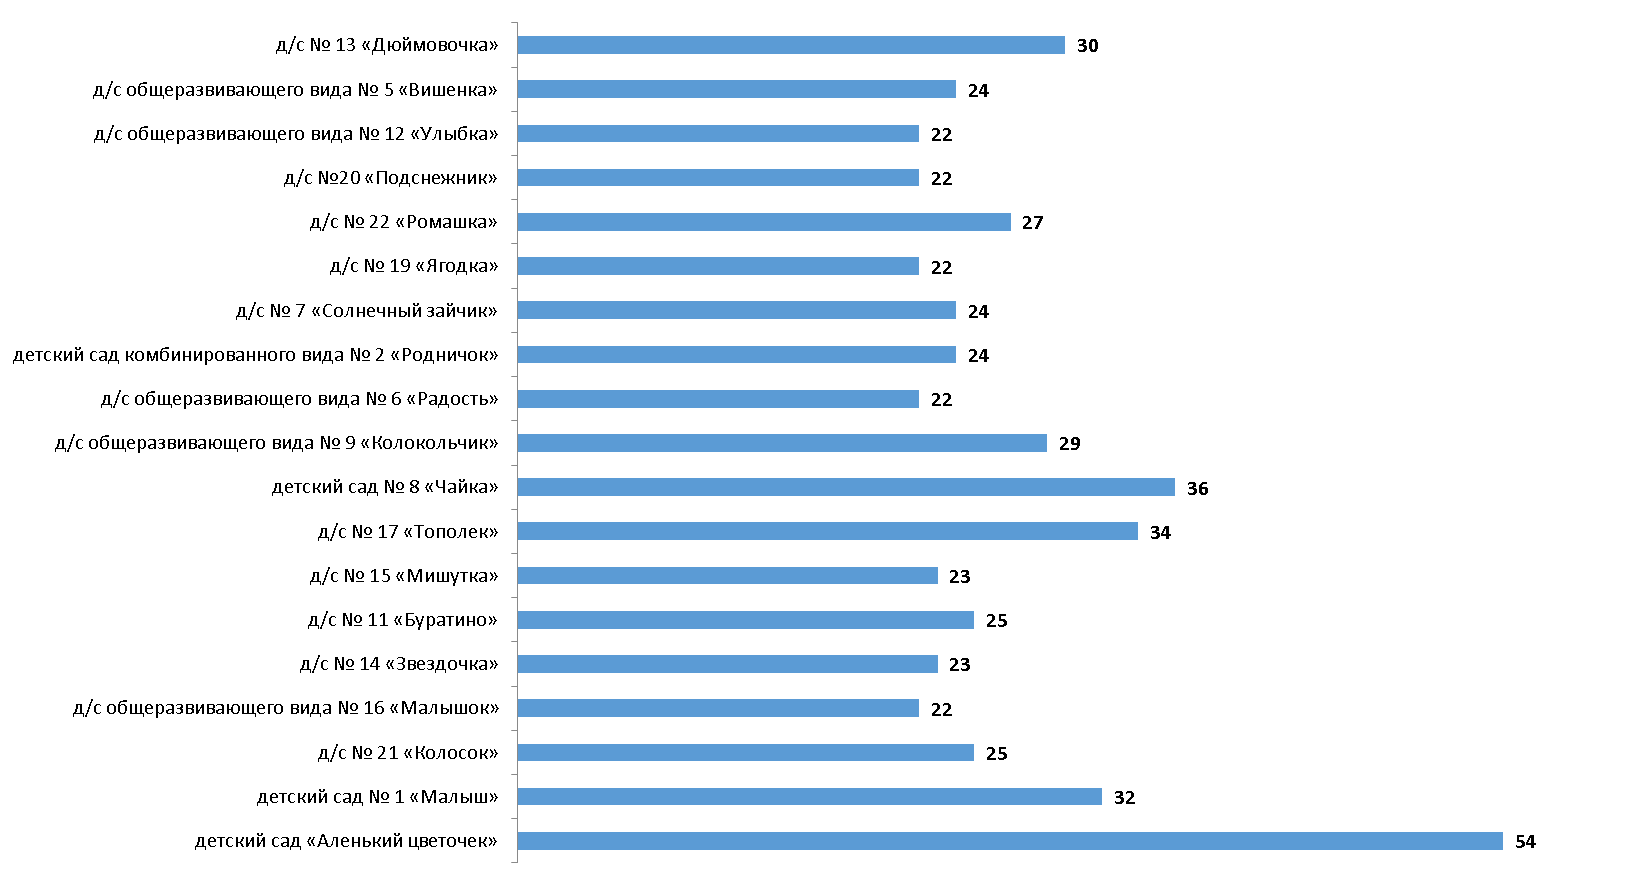 д/с № 13 «Дюймовочка» 30
д/с общеразвивающего вида № 5 «Вишенка» 24
д/с общеразвивающего вида № 12 «Улыбка» 22
д/с №20 «Подснежник» 22
д/с № 22 «Ромашка» 27
д/с № 19 «Ягодка» 22
д/с № 7 «Солнечный зайчик» 24
детский сад комбинированного вида № 2 «Родничок» 24
д/с общеразвивающего вида № 6 «Радость» 22
д/с общеразвивающего вида № 9 «Колокольчик» 29
детский сад № 8 «Чайка» 36
д/с № 17 «Тополек» 34
д/с № 15 «Мишутка» 23
д/с № 11 «Буратино» 25
д/с № 14 «Звездочка» 23
д/с общеразвивающего вида № 16 «Малышок» 22
д/с № 21 «Колосок» 25
детский сад № 1 «Малыш» 32
детский сад «Аленький цветочек» 54